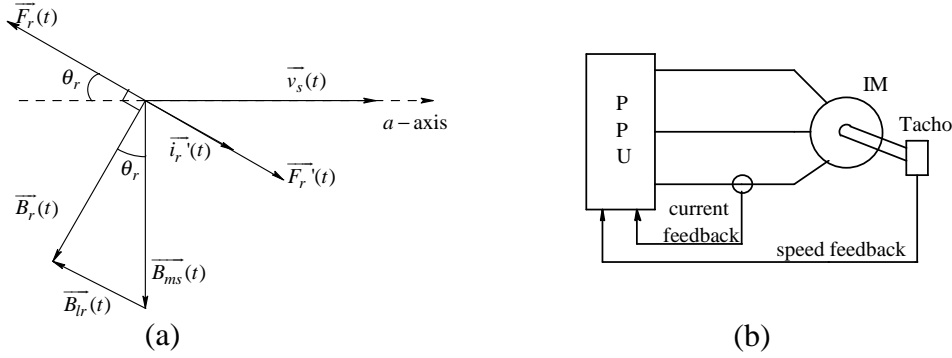 F_r(t)
θ_r
v_s(t)
a – axis
i_r'(t)
F_r'(t)
θ_r
B_r(t)
B_ms(t)
B_lr(t)
(a)
P
P
U
IM
Tacho
current
feedback
speed feedback
(b)